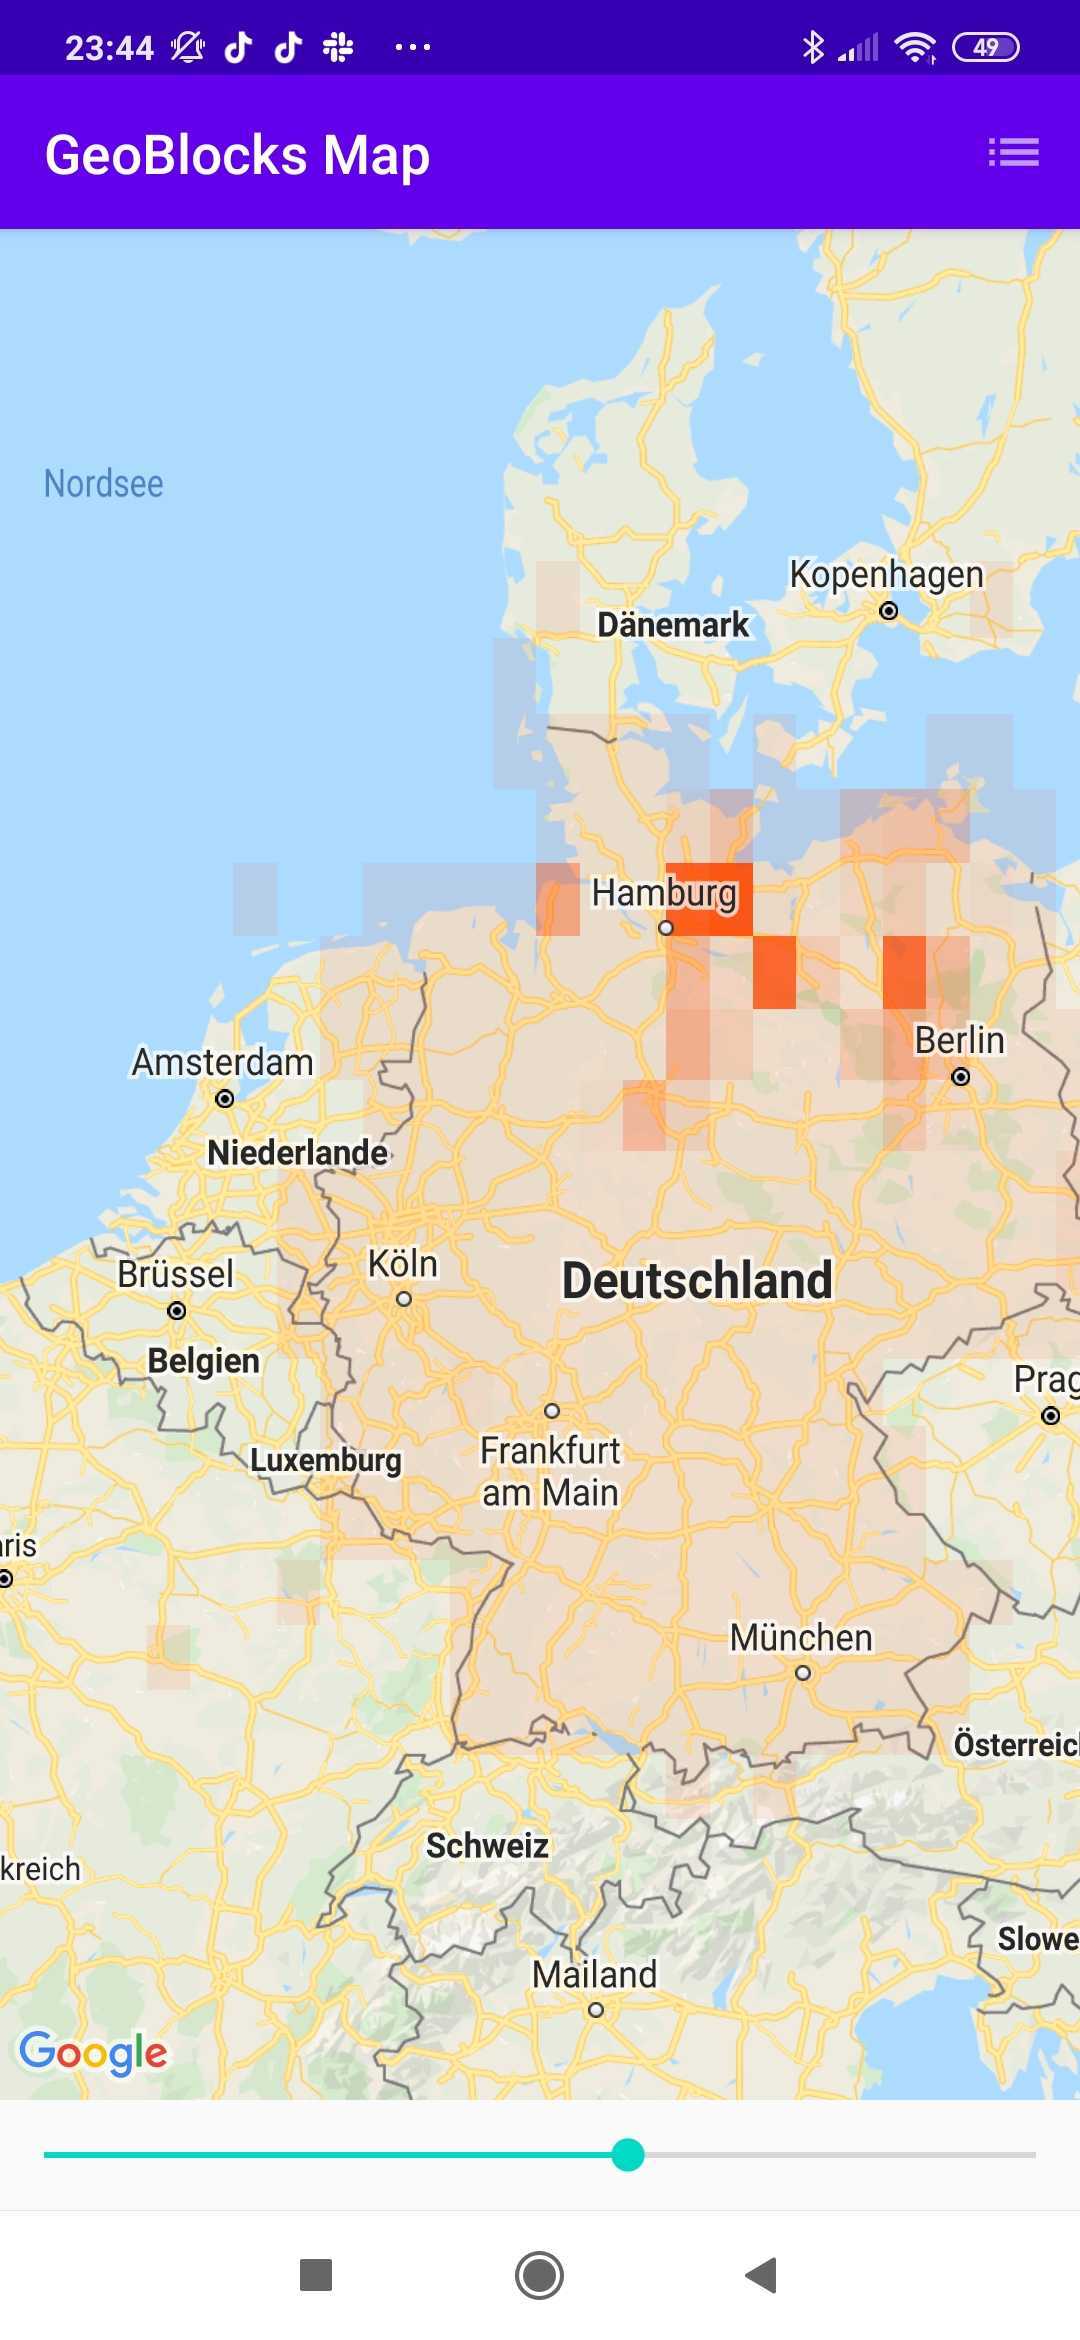 23:44
49
GeoBlocks Map
Nordsee
Kopenhagen
Dänemark
Hamburg
Berlin
Amsterdam
Niederlande
Köln
Brüssel
Deutschland
Belgien
Prag
Luxemburg
Frankfurt
am Main
aris
München
Österreich
Schweiz
kreich
Slowe
Mailand
Google